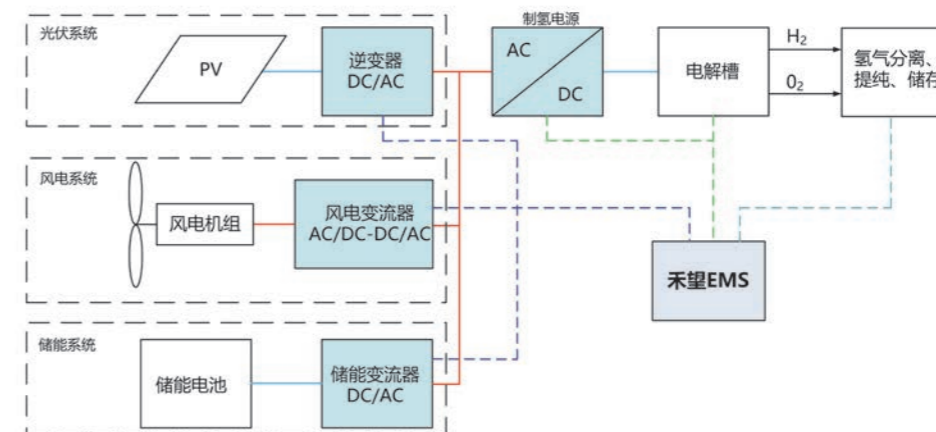 光伏系统
PV
逆变器
DC/AC
制氢电源
AC
DC
电解槽
H₂
0₂
氢气分离、
提纯、储存
风电系统
风电机组
风电变流器
AC/DC-DC/AC
禾望EMS
储能系统
储能电池
储能变流器
DC/AC